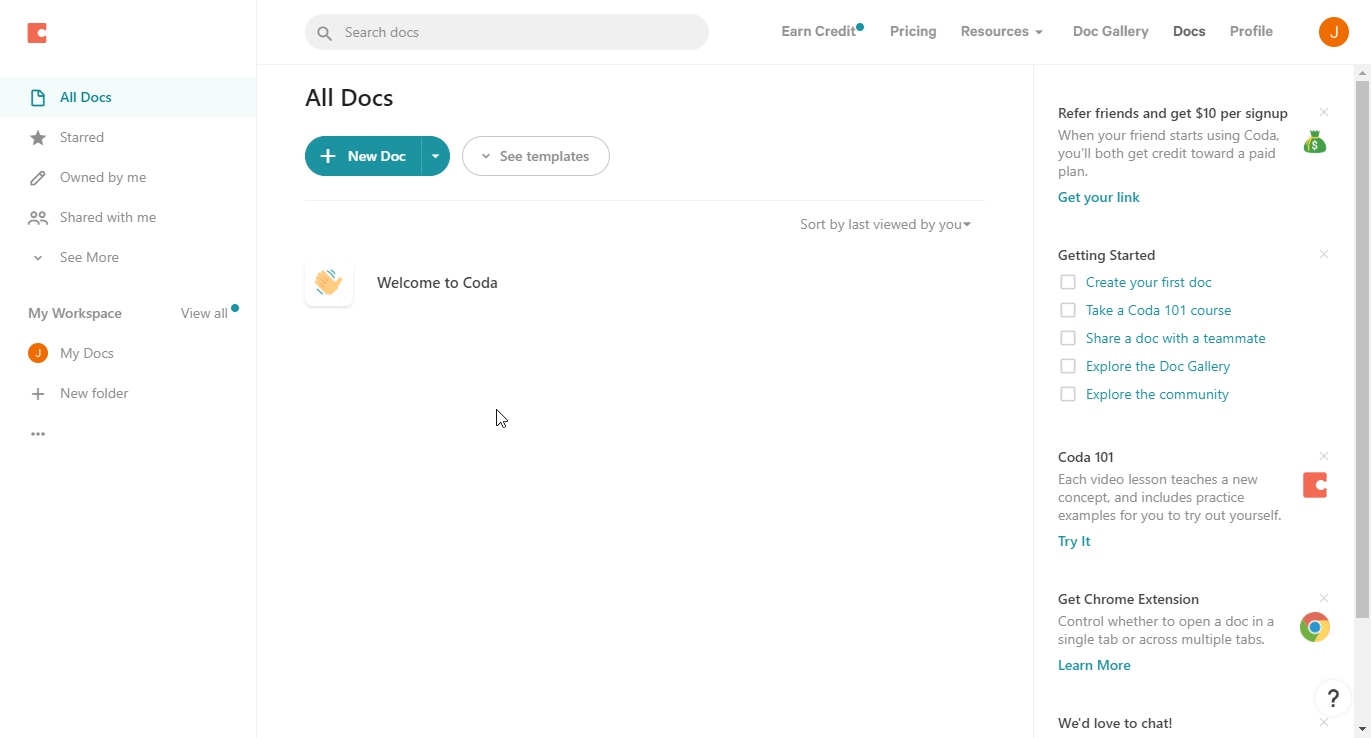 Search docs
Earn Credit
Pricing
Resources
Doc Gallery
Docs
Profile
J
All Docs
Starred
Owned by me
Shared with me
See More
My Workspace
View all
J
My Docs
New folder
All Docs
New Doc
See templates
Sort by last viewed by you
Welcome to Coda
Refer friends and get $10 per signup
When your friend starts using Coda,
you'll both get credit toward a paid
plan.
$
Get your link
Getting Started
Create your first doc
Take a Coda 101 course
Share a doc with a teammate
Explore the Doc Gallery
Explore the community
Coda 101
Each video lesson teaches a new
concept, and includes practice
examples for you to try out yourself.
Try It
Get Chrome Extension
Control whether to open a doc in a
single tab or across multiple tabs.
Learn More
?
We'd love to chat!